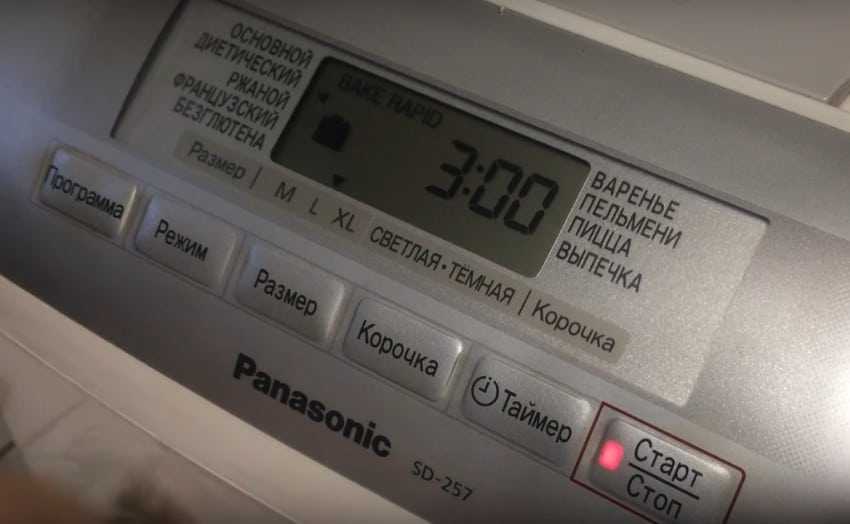 ОСНОВНОЙ
ДИЕТИЧЕСКИЙ
РЖАНОЙ
ФРАНЦУЗСКИЙ
БЕЗГЛЮТЕНА
BAKE RAPID
3:00
ВАРЕНЬЕ
ПЕЛЬМЕНИ
ПИЦЦА
ВЫПЕЧКА
Размер | M L XL
СВЕТЛАЯ • ТЁМНАЯ | Корочка
Программа
Режим
Размер
Корочка
Таймер
Старт
Стоп
Panasonic
SD-257